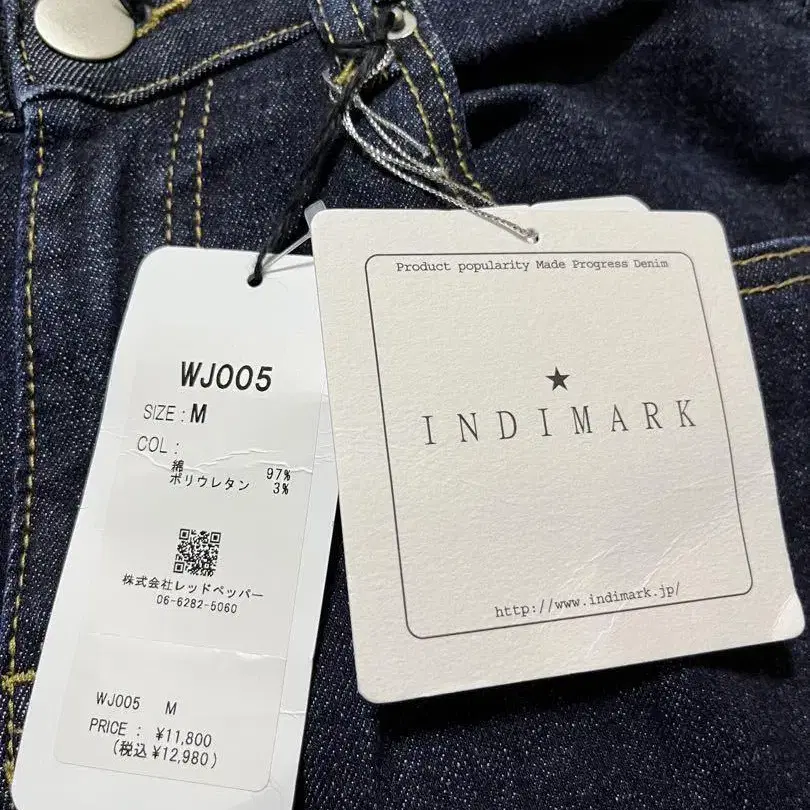 WJ005
SIZE : M
COL :
綿 97%
ポリウレタン 3%
株式会社レッドペッパー
06-6282-5060
WJ005 M
PRICE : ¥11,800
(税込¥12,980)
Product popularity Made Progress Denim
★
INDIMARK
http://www.indimark.jp/